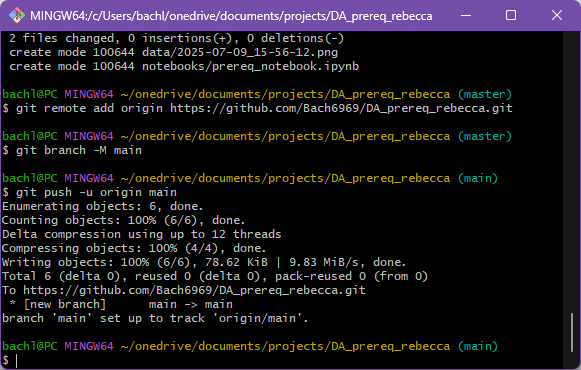 MINGW64:/c/Users/bachl/onedrive/documents/projects/DA_prereq_rebecca
2 files changed, 0 insertions(+), 0 deletions(-)
create mode 100644 data/2025-07-09_15-56-12.png
create mode 100644 notebooks/prereq_notebook.ipynb
bachl@PC MINGW64 ~/onedrive/documents/projects/DA_prereq_rebecca (master)
$ git remote add origin https://github.com/Bach6969/DA_prereq_rebecca.git
bachl@PC MINGW64 ~/onedrive/documents/projects/DA_prereq_rebecca (master)
$ git branch -M main
bachl@PC MINGW64 ~/onedrive/documents/projects/DA_prereq_rebecca (main)
$ git push -u origin main
Enumerating objects: 6, done.
Counting objects: 100% (6/6), done.
Delta compression using up to 12 threads
Compressing objects: 100% (4/4), done.
Writing objects: 100% (6/6), 78.62 KiB | 9.83 MiB/s, done.
Total 6 (delta 0), reused 0 (delta 0), pack-reused 0 (from 0)
To https://github.com/Bach6969/DA_prereq_rebecca.git
* [new branch] main -> main
branch 'main' set up to track 'origin/main'.
bachl@PC MINGW64 ~/onedrive/documents/projects/DA_prereq_rebecca (main)
$